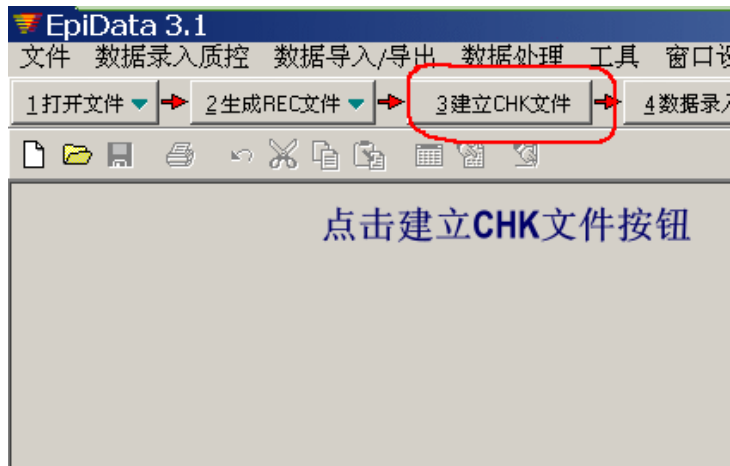 EpiData 3.1
文件 数据录入质控 数据导入/导出 数据处理 工具 窗口设
1打开文件 2生成REC文件 3建立CHK文件 4数据录入
点击建立CHK文件按钮